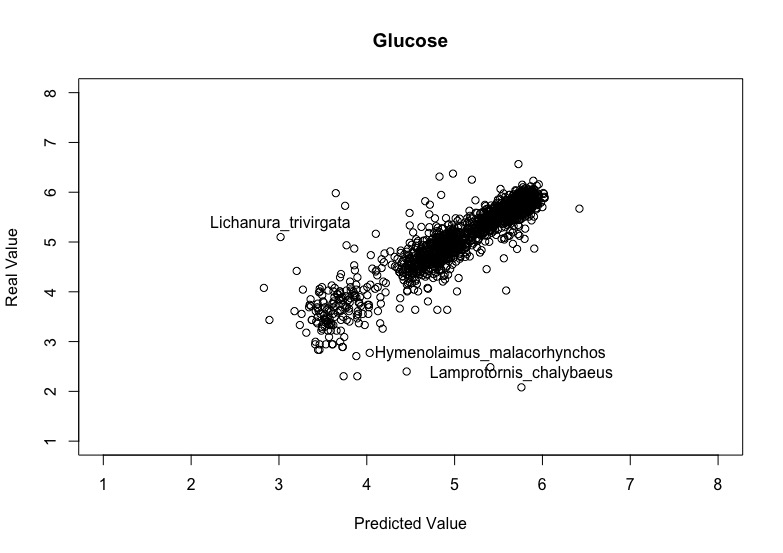 Glucose
8
7
6
5
4
3
2
1
Real Value
Lichanura_trivirgata
Hymenolaimus_malacorhynchos
Lamprotornis_chalybaeus
1 2 3 4 5 6 7 8
Predicted Value